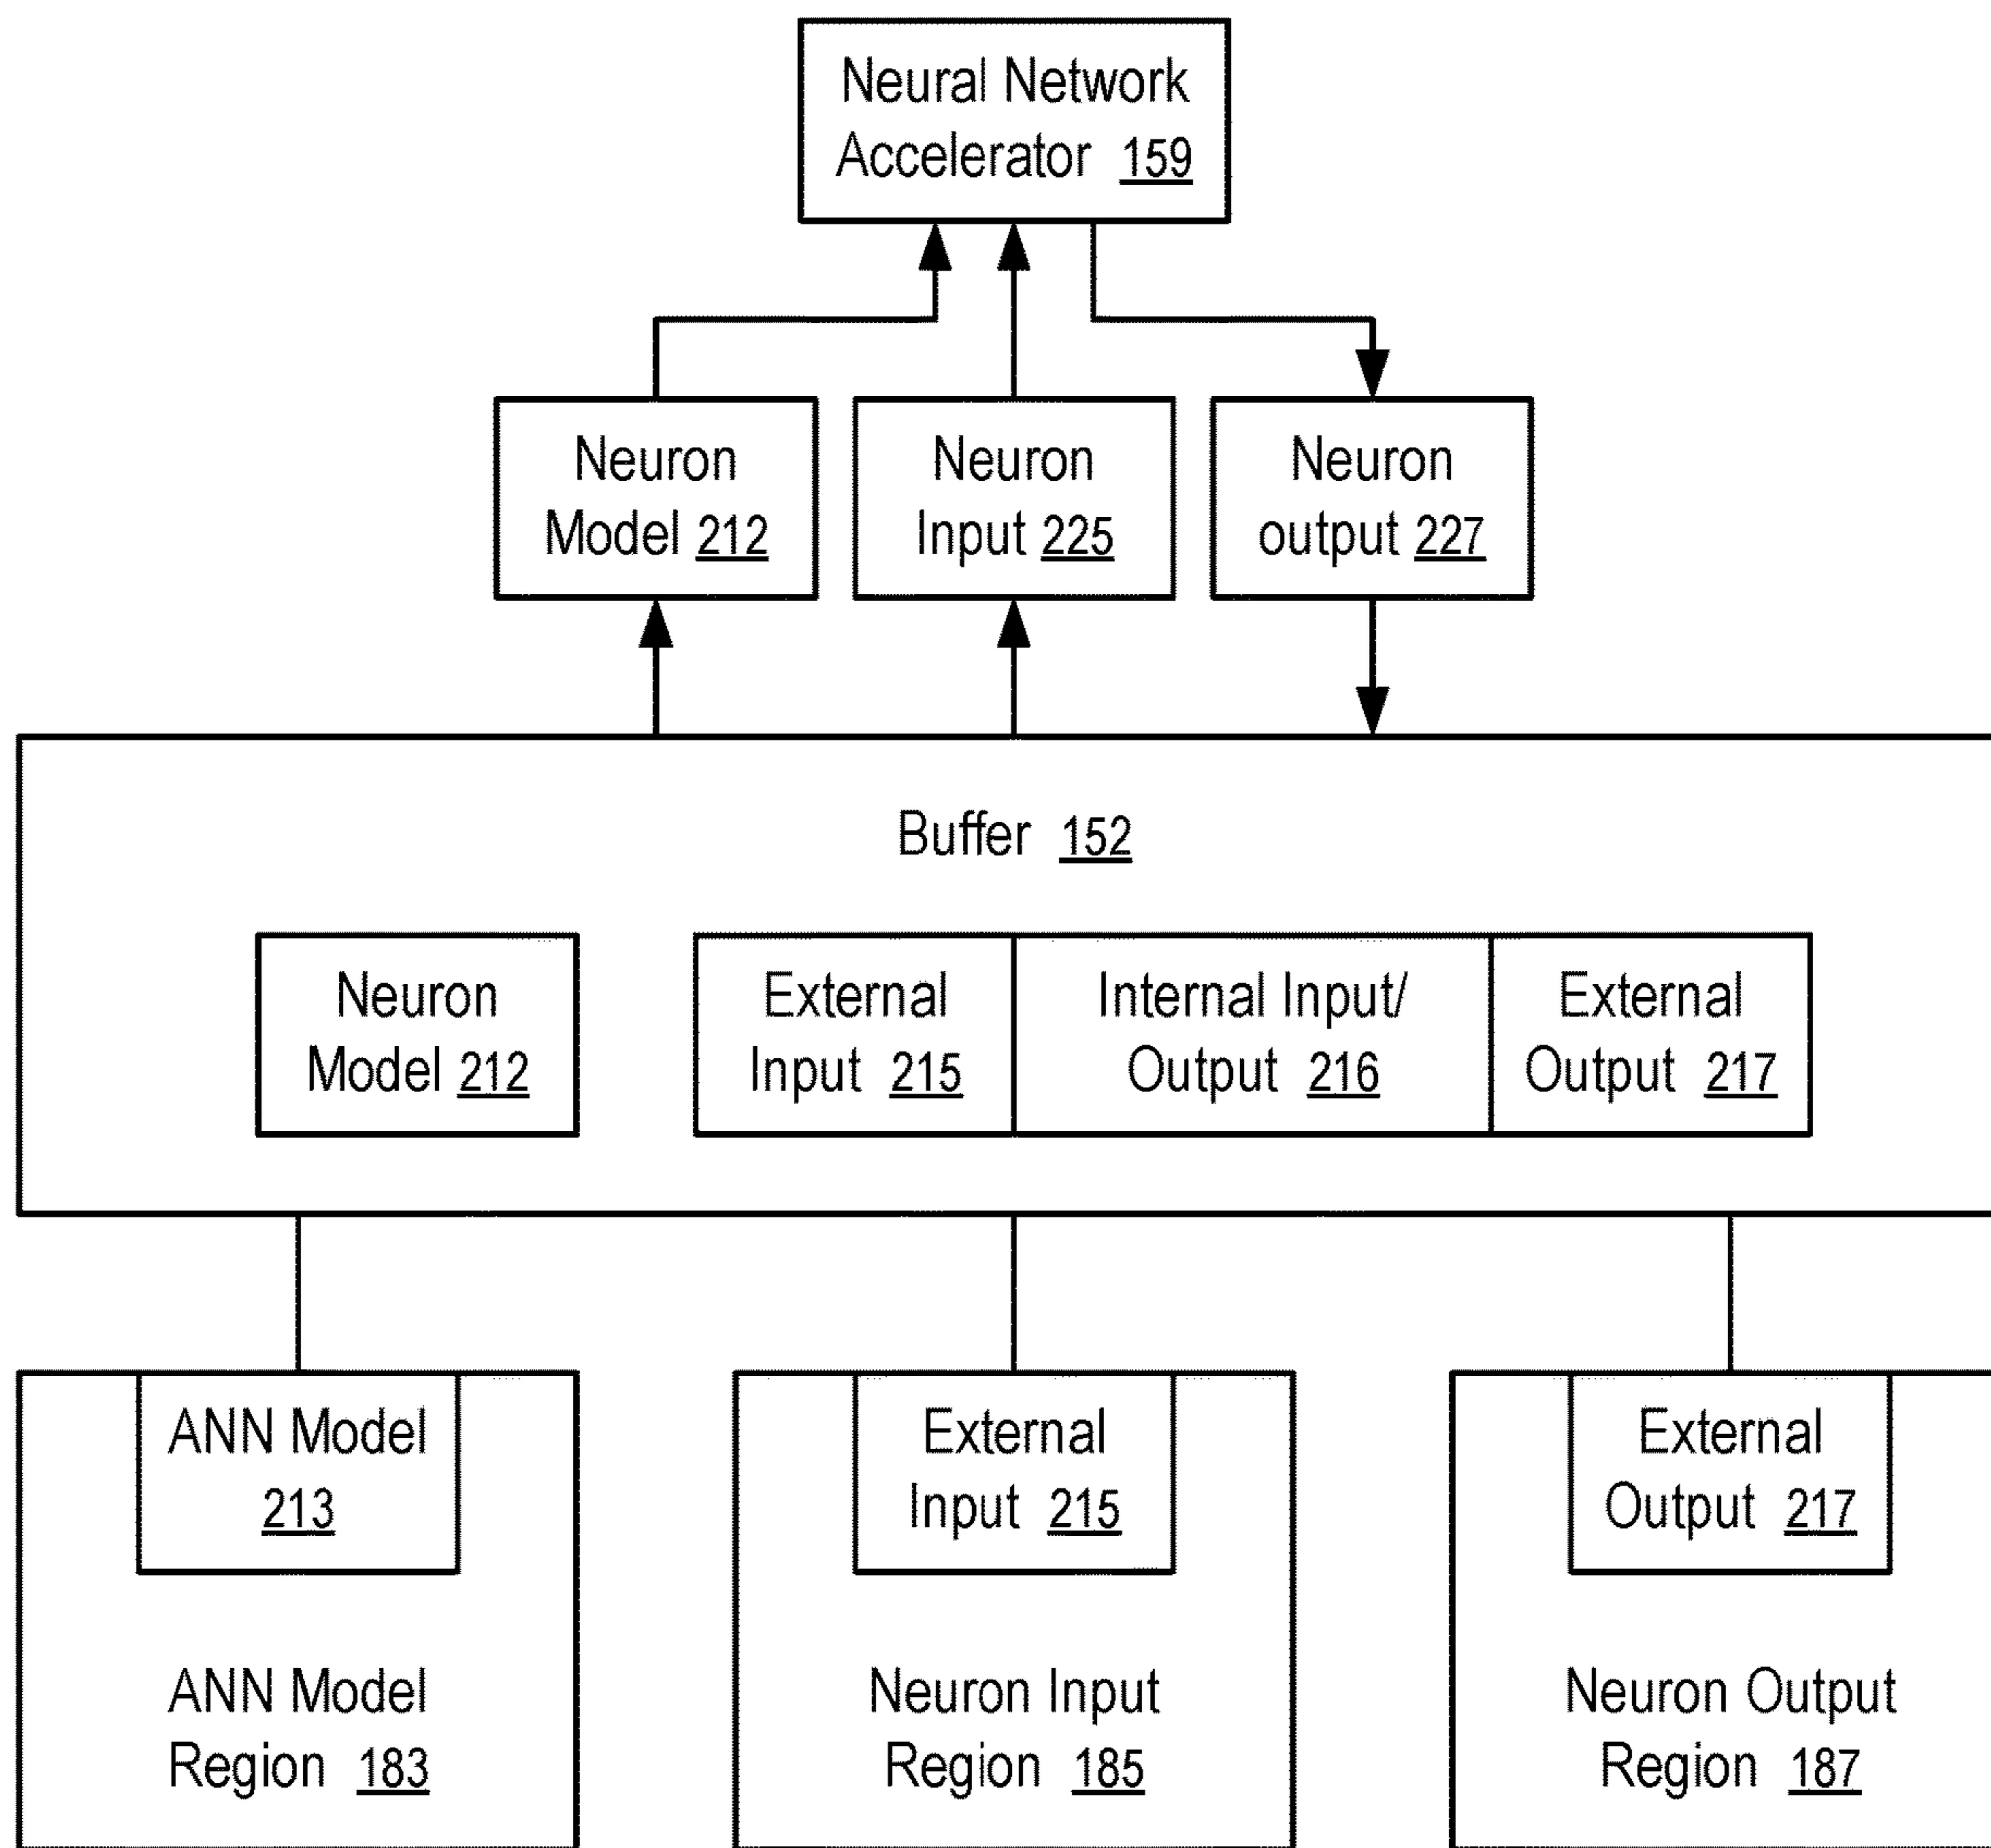 Neural Network
Accelerator 159
Neuron
Model 212
Neuron
Input 225
Neuron
output 227
Buffer 152
Neuron
Model 212
External
Input 215
Internal Input/
Output 216
External
Output 217
ANN Model
213
ANN Model
Region 183
External
Input 215
Neuron Input
Region 185
External
Output 217
Neuron Output
Region 187